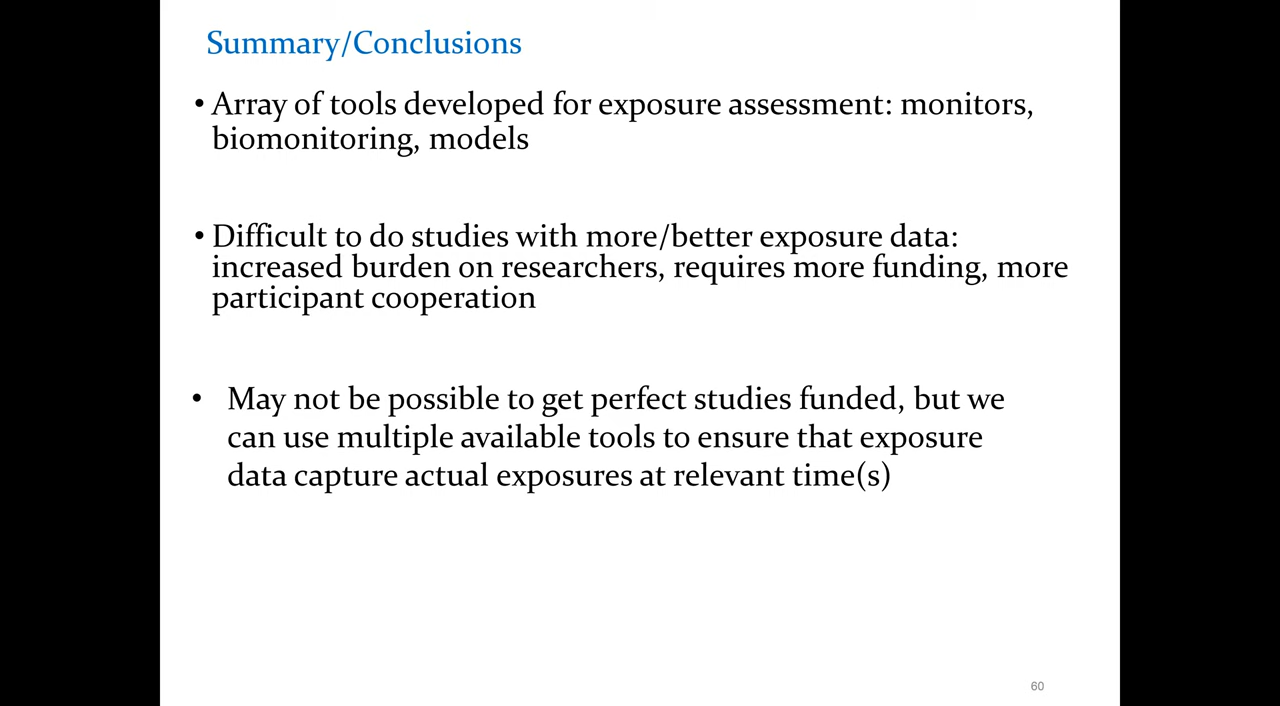 Summary/Conclusions
• Array of tools developed for exposure assessment: monitors,
biomonitoring, models
• Difficult to do studies with more/better exposure data:
increased burden on researchers, requires more funding, more
participant cooperation
• May not be possible to get perfect studies funded, but we
can use multiple available tools to ensure that exposure
data capture actual exposures at relevant time(s)
60